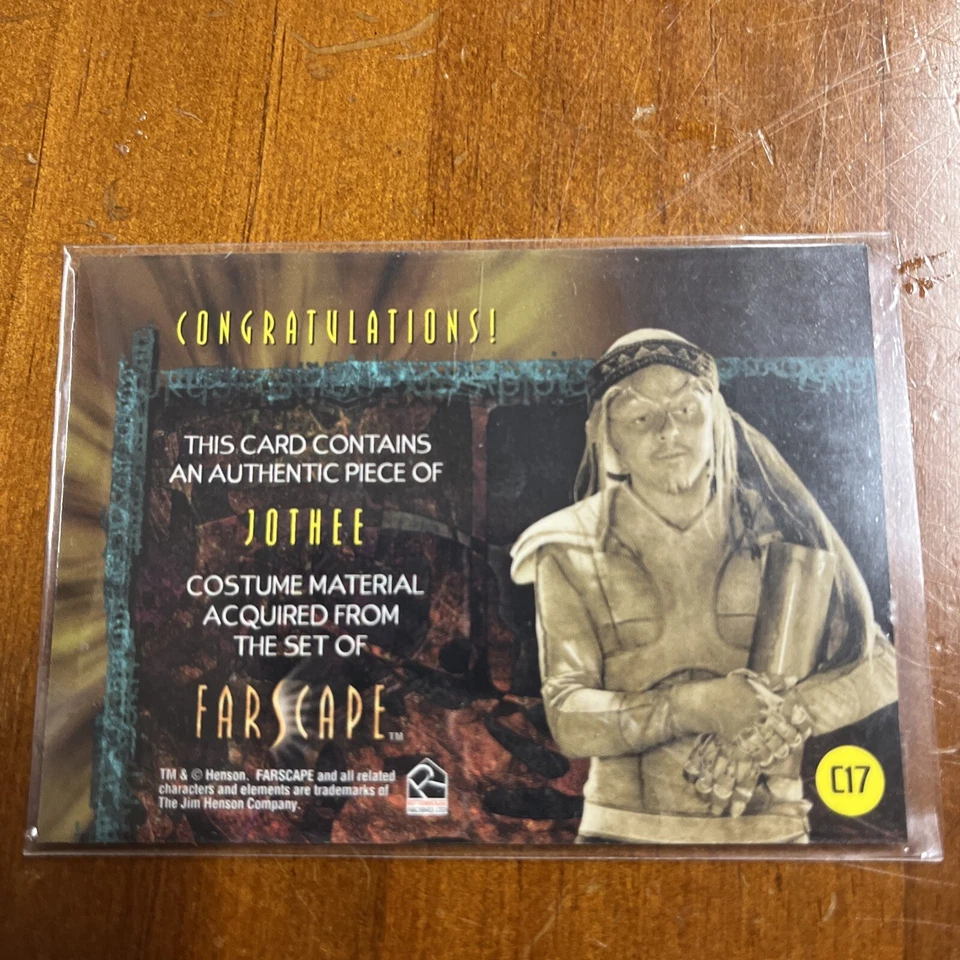 CONGRATULATIONS!
THIS CARD CONTAINS
AN AUTHENTIC PIECE OF
JOTHEE
COSTUME MATERIAL
ACQUIRED FROM
THE SET OF
FARSCAPE™
TM & © Henson. FARSCAPE and all related
characters and elements are trademarks of
The Jim Henson Company.
C17